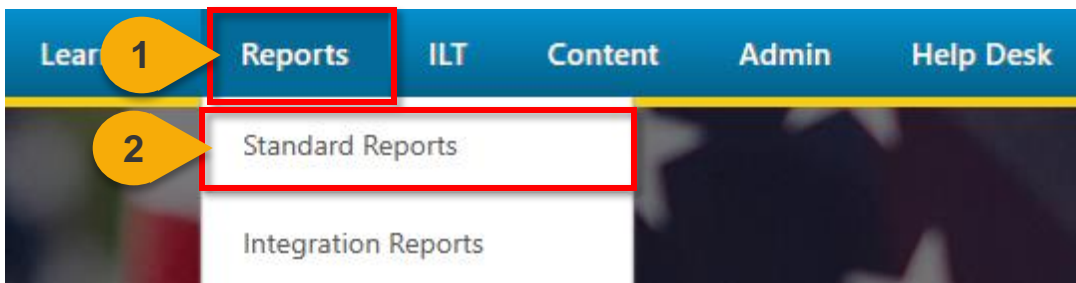 Lear 1 Reports ILT Content Admin Help Desk
2 Standard Reports
Integration Reports